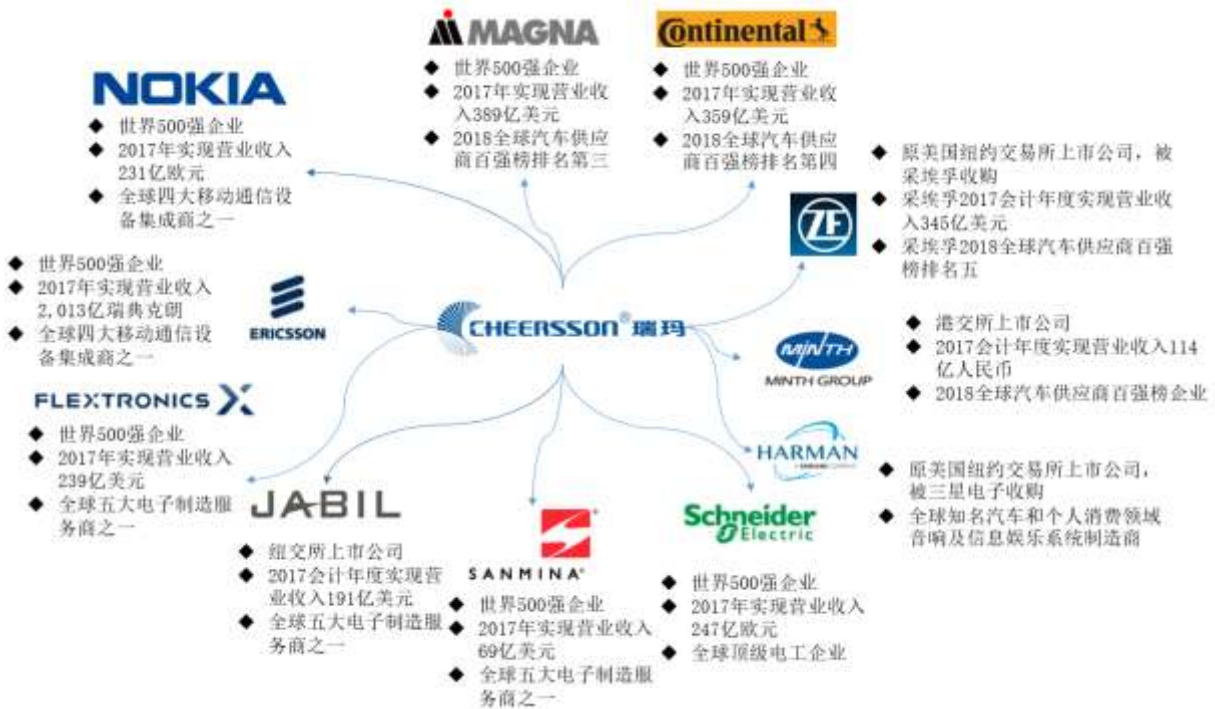 MAGNA
世界500强企业
2017年实现营业收
入389亿美元
2018全球汽车供应
商百强榜排名第三
Continental
世界500强企业
2017年实现营业收
入359亿美元
2018全球汽车供应
商百强榜排名第四
NOKIA
世界500强企业
2017年实现营业收入
231亿欧元
全球四大移动通信设
备集成商之一
ZF
原美国纽约交易所上市公司，被
采埃孚收购
采埃孚2017会计年度实现营业收
入345亿美元
采埃孚2018全球汽车供应商百强
榜排名五
世界500强企业
2017年实现营业收入
2,013亿瑞典克朗
全球四大移动通信设
备集成商之一
ERICSSON
CHEERSSON® 瑞玛
MINTH
MINTH GROUP
港交所上市公司
2017会计年度实现营业收入114
亿人民币
2018全球汽车供应商百强榜企业
FLEXTRONICS
世界500强企业
2017年实现营业收入
239亿美元
全球五大电子制造服
务商之一
HARMAN
原美国纽约交易所上市公司，
被三星电子收购
全球知名汽车和个人消费领域
音响及信息娱乐系统制造商
JABIL
纽交所上市公司
2017会计年度实现营
业收入191亿美元
全球五大电子制造服
务商之一
SANMINA®
世界500强企业
2017年实现营业收入
69亿美元
全球五大电子制造服
务商之一
Schneider
Electric
世界500强企业
2017年实现营业收入
247亿欧元
全球顶级电工企业